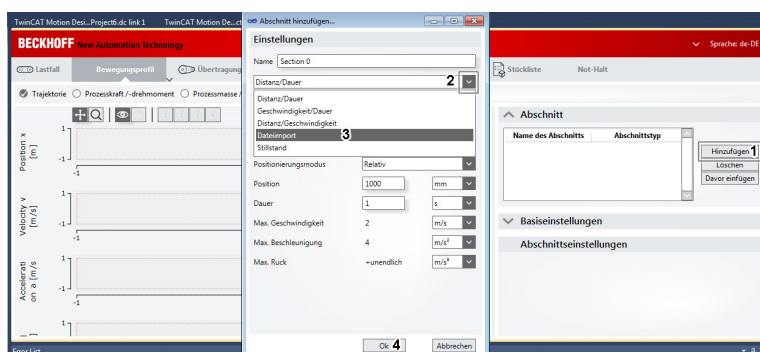 TwinCAT Motion Desi...Project6.dc link 1 TwinCAT Motion De...ct
BECKHOFF New Automation Technology
Sprache: de-DE
Lastfall Bewegungsprofil Übertragung
Stückliste Not-Halt
Trajektorie Prozesskraft /-drehmoment Prozessmasse /
Position x
[m]
1
-1
-1
Velocity v
[m/s]
1
-1
-1
Accelerati
on a [m/s
1
-1
-1
1
Error List
Abschnitt hinzufügen...
Einstellungen
Name Section 0
Distanz/Dauer 2
Distanz/Dauer
Geschwindigkeit/Dauer
Distanz/Geschwindigkeit
Dateiimport 3
Stillstand
Positionierungsmodus Relativ
Position 1000 mm
Dauer 1 s
Max. Geschwindigkeit 2 m/s
Max. Beschleunigung 4 m/s²
Max. Ruck +unendlich m/s³
Ok 4 Abbrechen
Abschnitt
Name des Abschnitts Abschnittstyp
Hinzufügen 1
Löschen
Davor einfügen
Basiseinstellungen
Abschnittseinstellungen